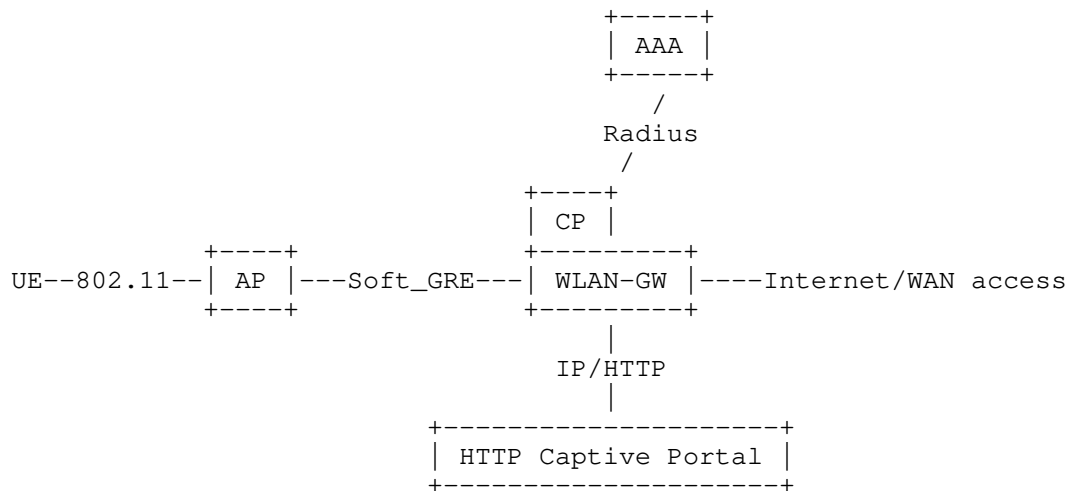 AAA
Radius
CP
UE--802.11--| AP |---Soft_GRE---| WLAN-GW |----Internet/WAN access
IP/HTTP
HTTP Captive Portal